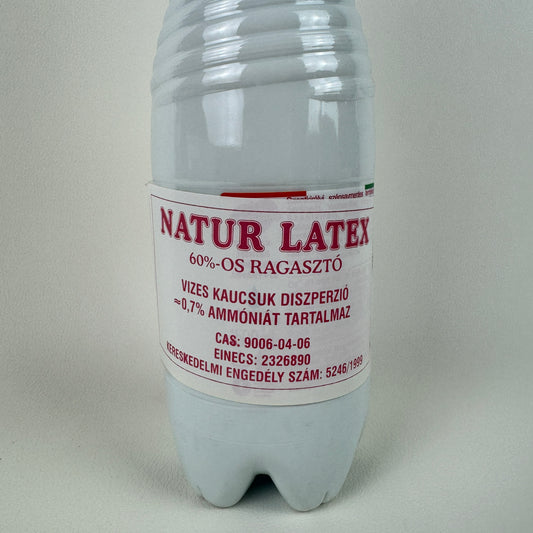 szénsavmentes
NATUR LATEX
60%-OS RAGASZTÓ
VIZES KAUCSUK DISZPERZIÓ
≈0,7% AMMÓNIÁT TARTALMAZ
CAS: 9006-04-06
EINECS: 2326890
KERESKEDELMI ENGEDÉLY SZÁM: 5246/1999